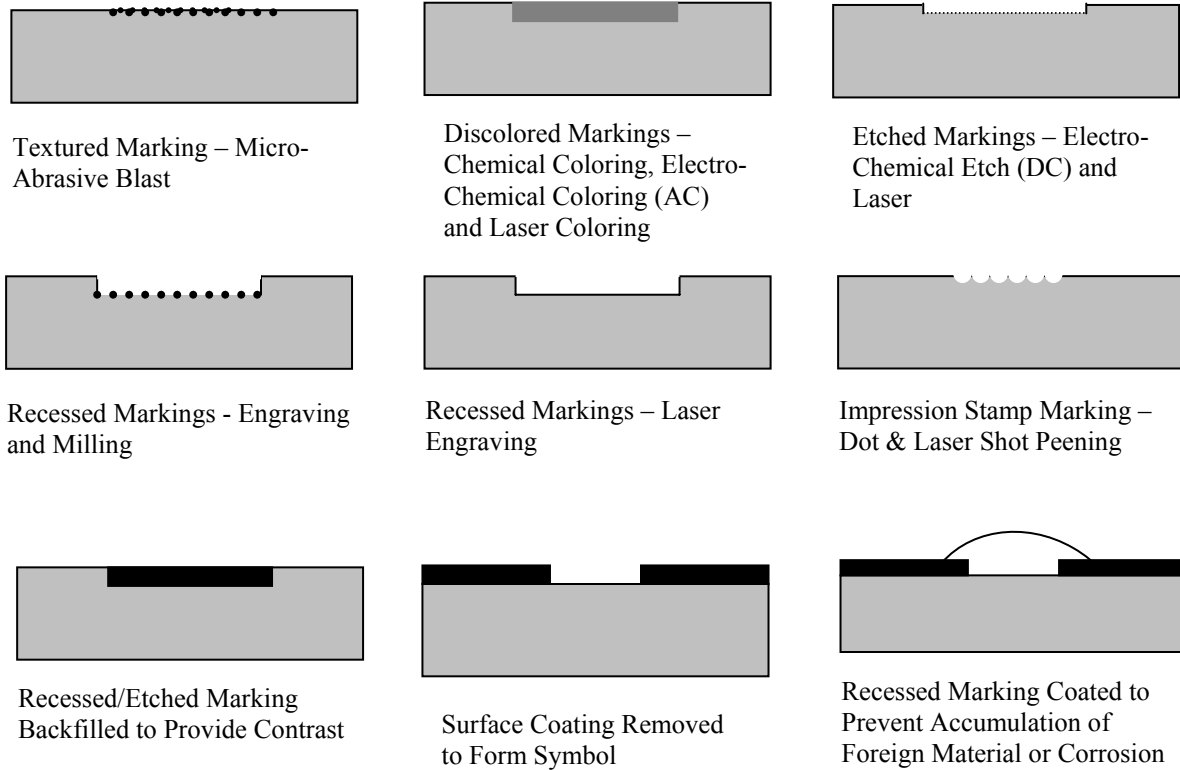 Textured Marking – Micro-
Abrasive Blast
Discolored Markings –
Chemical Coloring, Electro-
Chemical Coloring (AC)
and Laser Coloring
Etched Markings – Electro-
Chemical Etch (DC) and
Laser
Recessed Markings - Engraving
and Milling
Recessed Markings – Laser
Engraving
Impression Stamp Marking –
Dot & Laser Shot Peening
Recessed/Etched Marking
Backfilled to Provide Contrast
Surface Coating Removed
to Form Symbol
Recessed Marking Coated to
Prevent Accumulation of
Foreign Material or Corrosion